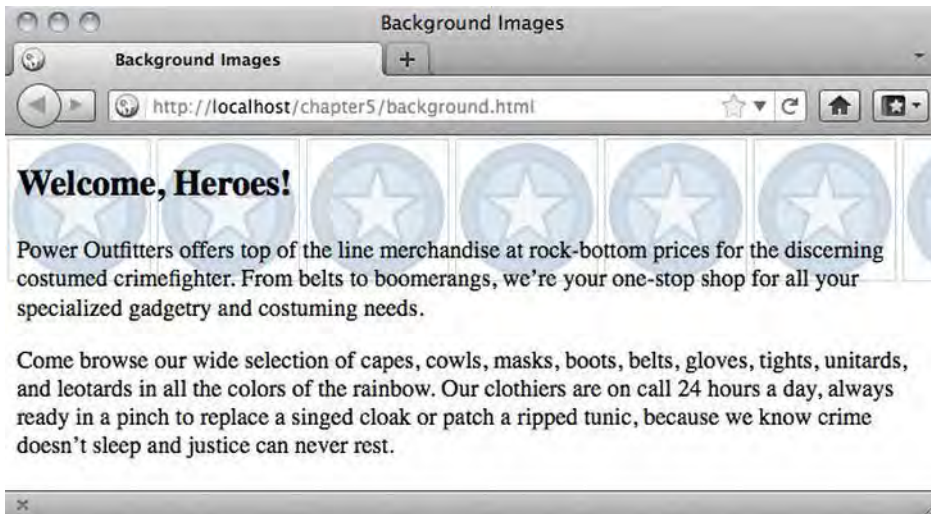 Background Images
Background Images
http://localhost/chapter5/background.html
Welcome, Heroes!
Power Outfitters offers top of the line merchandise at rock-bottom prices for the discerning
costumed crimefighter. From belts to boomerangs, we’re your one-stop shop for all your
specialized gadgetry and costuming needs.
Come browse our wide selection of capes, cowls, masks, boots, belts, gloves, tights, unitards,
and leotards in all the colors of the rainbow. Our clothiers are on call 24 hours a day, always
ready in a pinch to replace a singed cloak or patch a ripped tunic, because we know crime
doesn’t sleep and justice can never rest.